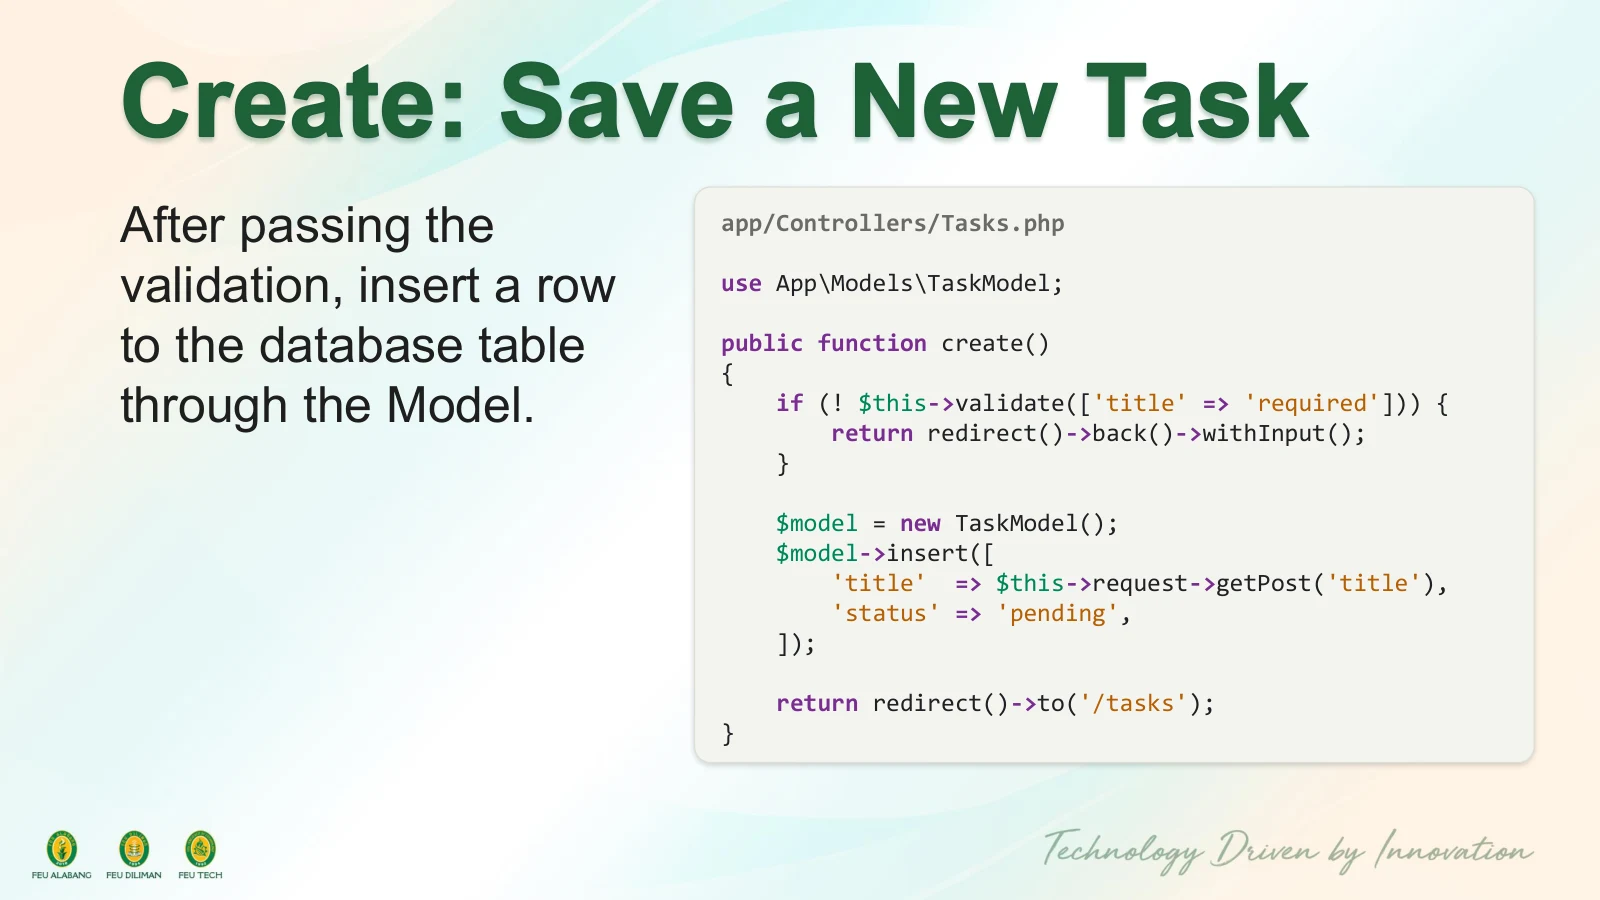 Create: Save a New Task
After passing the
validation, insert a row
to the database table
through the Model.
app/Controllers/Tasks.php
use App\Models\TaskModel;
public function create()
{
    if (! $this->validate(['title' => 'required'])) {
        return redirect()->back()->withInput();
    }
    $model = new TaskModel();
    $model->insert([
        'title'  => $this->request->getPost('title'),
        'status' => 'pending',
    ]);
    return redirect()->to('/tasks');
}
FEU ALABANG FEU DILIMAN FEU TECH
Technology Driven by Innovation